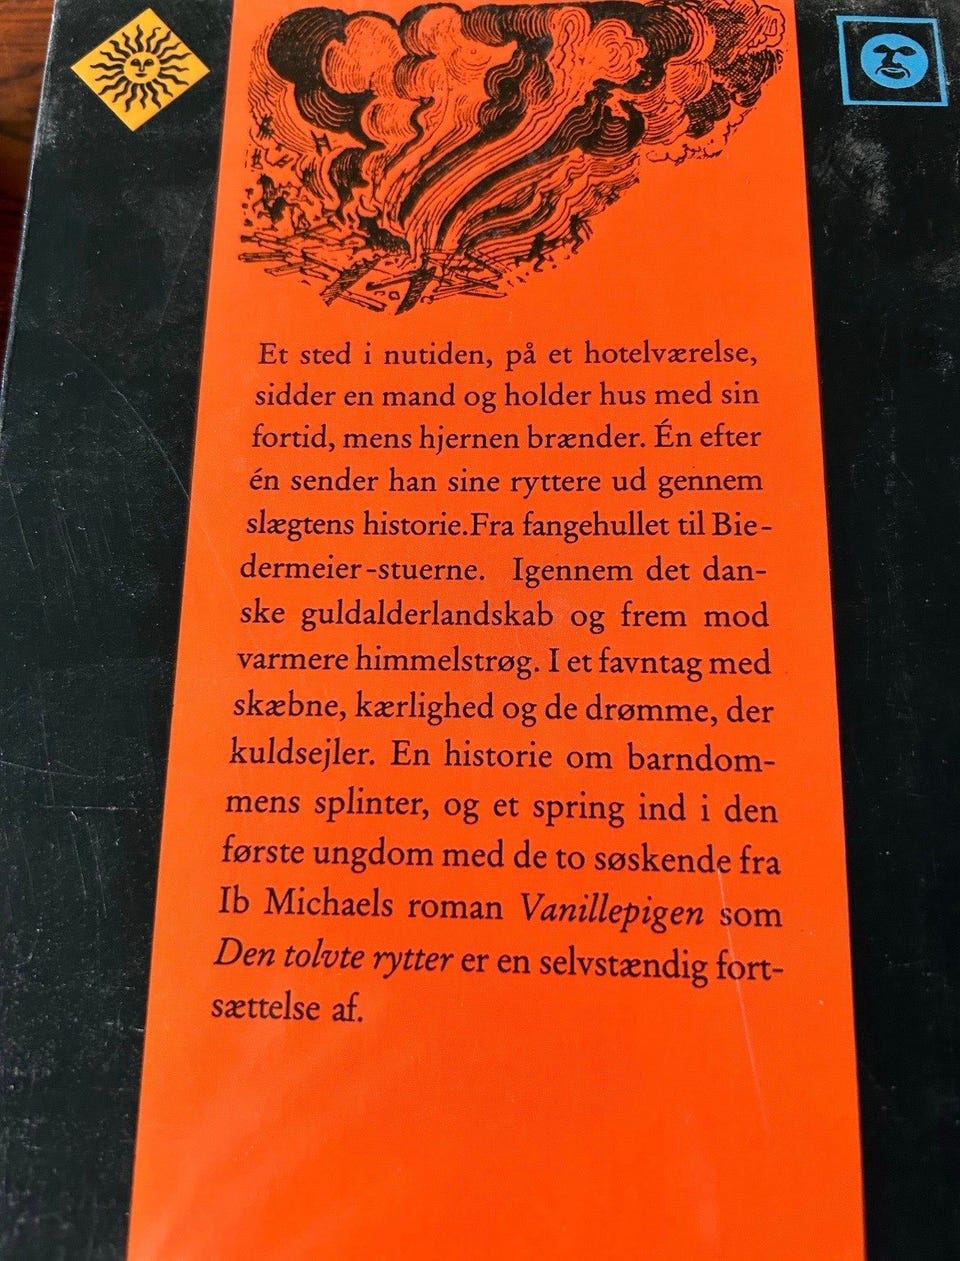 Et sted i nutiden, på et hotelværelse,
sidder en mand og holder hus med sin
fortid, mens hjernen brænder. Én efter
én sender han sine ryttere ud gennem
slægtens historie.Fra fangehullet til Bie-
dermeier-stuerne. Igennem det dan-
ske guldalderlandskab og frem mod
varmere himmelstrøg. I et favntag med
skæbne, kærlighed og de drømme, der
kuldsejler. En historie om barndom-
mens splinter, og et spring ind i den
første ungdom med de to søskende fra
Ib Michaels roman Vanillepigen som
Den tolvte rytter er en selvstændig fort-
sættelse af.